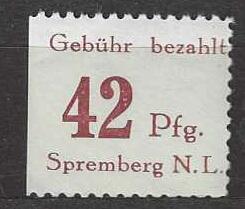 Gebühr bezahlt
42 Pfg.
Spremberg N.L.